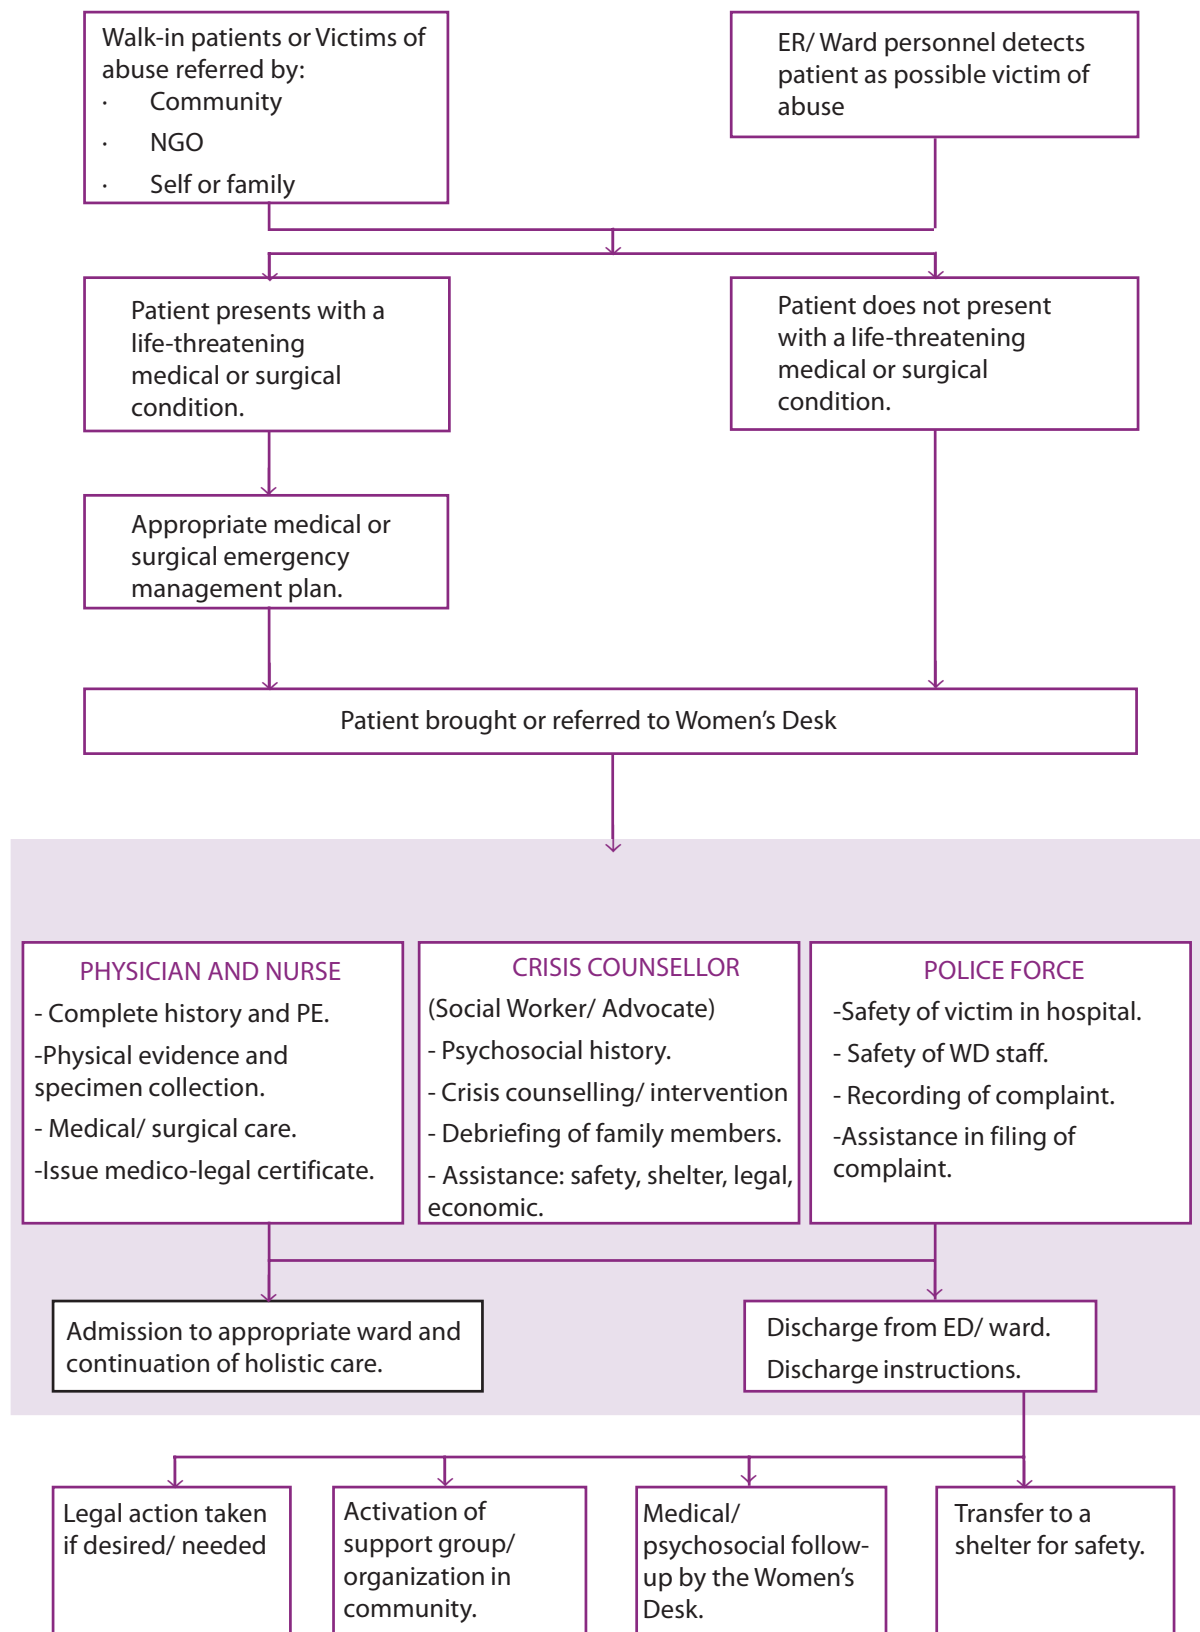 Walk-in patients or Victims of
abuse referred by:
· Community
· NGO
· Self or family
ER/ Ward personnel detects
patient as possible victim of
abuse
Patient presents with a
life-threatening
medical or surgical
condition.
Patient does not present
with a life-threatening
medical or surgical
condition.
Appropriate medical or
surgical emergency
management plan.
Patient brought or referred to Women's Desk
PHYSICIAN AND NURSE
- Complete history and PE.
-Physical evidence and
specimen collection.
- Medical/ surgical care.
-Issue medico-legal certificate.
CRISIS COUNSELLOR
(Social Worker/ Advocate)
- Psychosocial history.
- Crisis counselling/ intervention
- Debriefing of family members.
- Assistance: safety, shelter, legal,
economic.
POLICE FORCE
-Safety of victim in hospital.
- Safety of WD staff.
- Recording of complaint.
-Assistance in filing of
complaint.
Admission to appropriate ward and
continuation of holistic care.
Discharge from ED/ ward.
Discharge instructions.
Legal action taken
if desired/ needed
Activation of
support group/
organization in
community.
Medical/
psychosocial follow-
up by the Women's
Desk.
Transfer to a
shelter for safety.